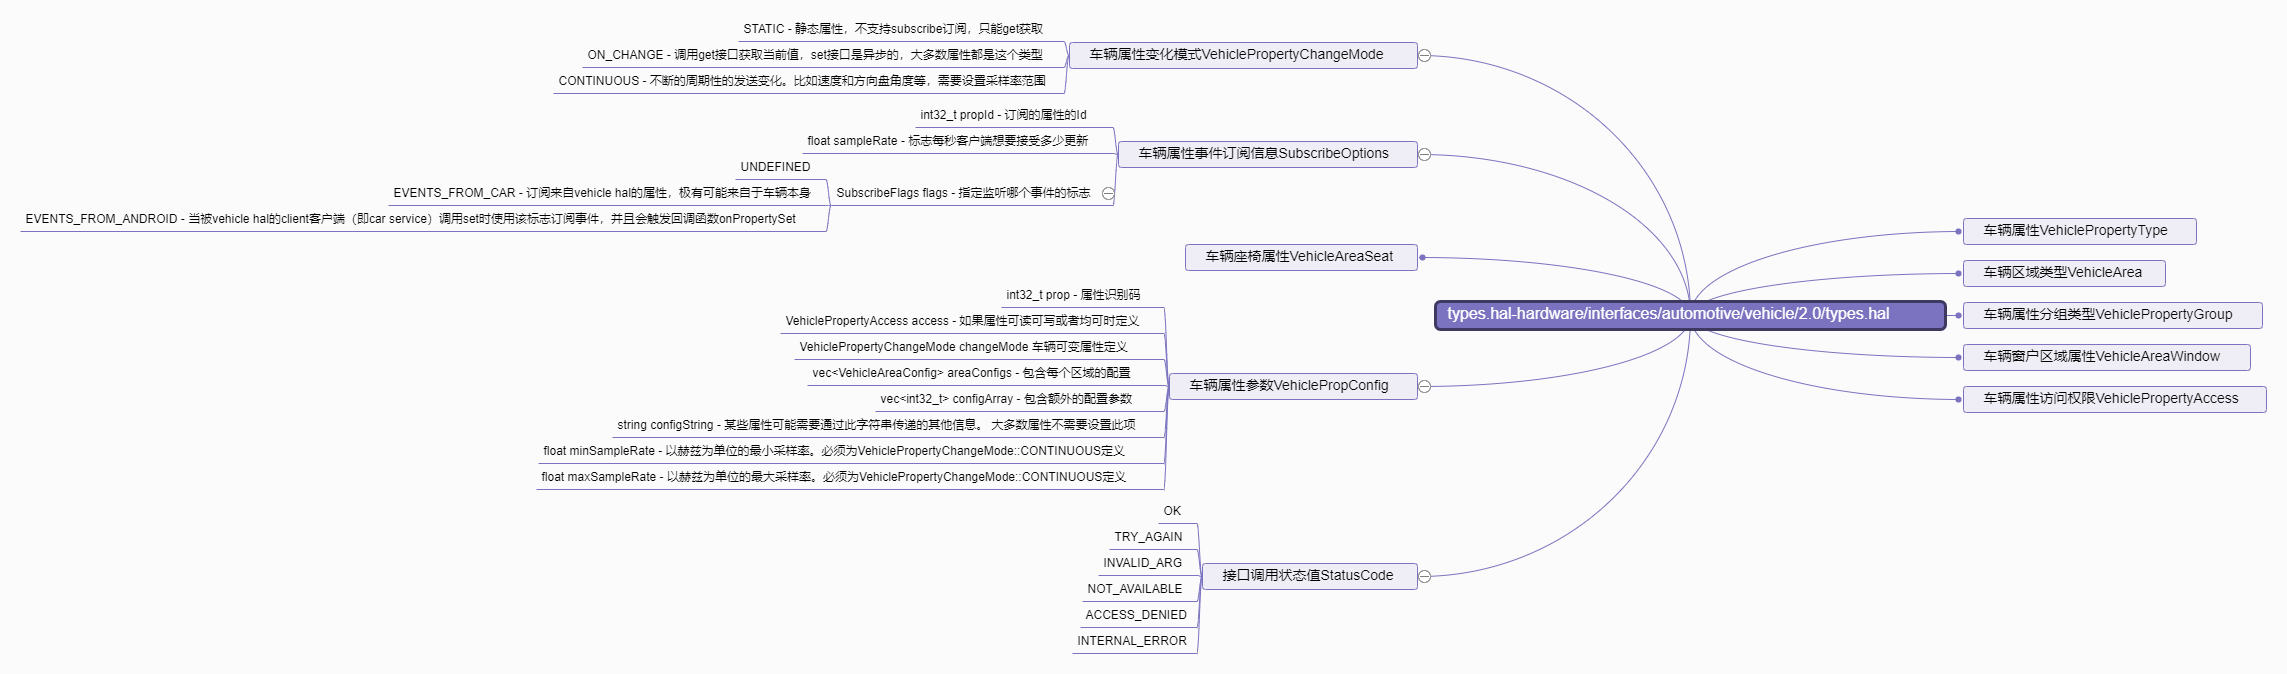 STATIC - 静态属性，不支持subscribe订阅，只能get获取
ON_CHANGE - 调用get接口获取当前值，set接口是异步的，大多数属性都是这个类型
CONTINUOUS - 不断的周期性的发送变化。比如速度和方向盘角度等，需要设置采样率范围
车辆属性变化模式VehiclePropertyChangeMode
int32_t propId - 订阅的属性的Id
float sampleRate - 标志每秒客户端想要接受多少更新
UNDEFINED
EVENTS_FROM_CAR - 订阅来自vehicle hal的属性，极有可能来自于车辆本身
EVENTS_FROM_ANDROID - 当被vehicle hal的client客户端（即car service）调用set时使用该标志订阅事件，并且会触发回调函数onPropertySet
SubscribeFlags flags - 指定监听哪个事件的标志
车辆属性事件订阅信息SubscribeOptions
车辆座椅属性VehicleAreaSeat
int32_t prop - 属性识别码
VehiclePropertyAccess access - 如果属性可读可写或者均可时定义
VehiclePropertyChangeMode changeMode 车辆可变属性定义
vec<VehicleAreaConfig> areaConfigs - 包含每个区域的配置
vec<int32_t> configArray - 包含额外的配置参数
string configString - 某些属性可能需要通过此字符串传递的其他信息。 大多数属性不需要设置此项
float minSampleRate - 以赫兹为单位的最小采样率。必须为VehiclePropertyChangeMode::CONTINUOUS定义
float maxSampleRate - 以赫兹为单位的最大采样率。必须为VehiclePropertyChangeMode::CONTINUOUS定义
车辆属性参数VehiclePropConfig
OK
TRY_AGAIN
INVALID_ARG
NOT_AVAILABLE
ACCESS_DENIED
INTERNAL_ERROR
接口调用状态值StatusCode
types.hal-hardware/interfaces/automotive/vehicle/2.0/types.hal
车辆属性VehiclePropertyType
车辆区域类型VehicleArea
车辆属性分组类型VehiclePropertyGroup
车辆窗户区域属性VehicleAreaWindow
车辆属性访问权限VehiclePropertyAccess